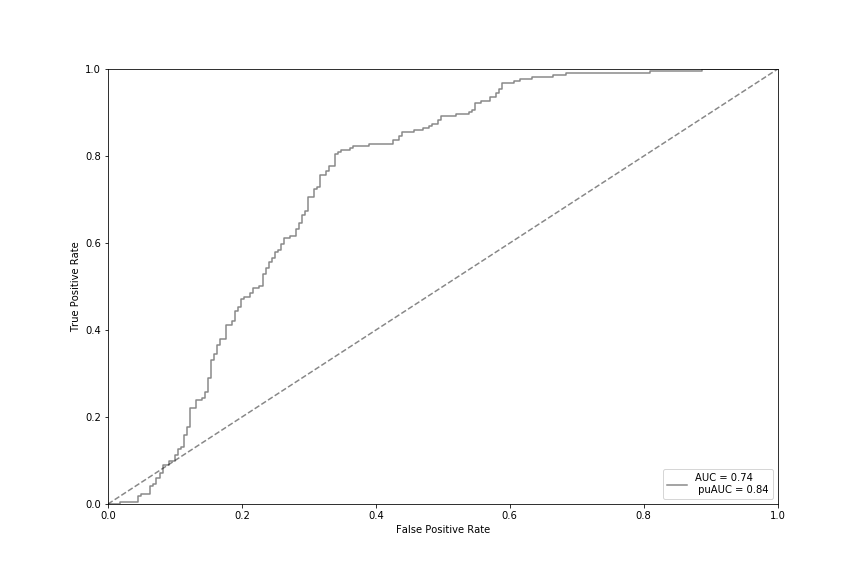 1.0
0.8
0.6
0.4
0.2
0.0
True Positive Rate
0.0 0.2 0.4 0.6 0.8 1.0
False Positive Rate
AUC = 0.74
puAUC = 0.84